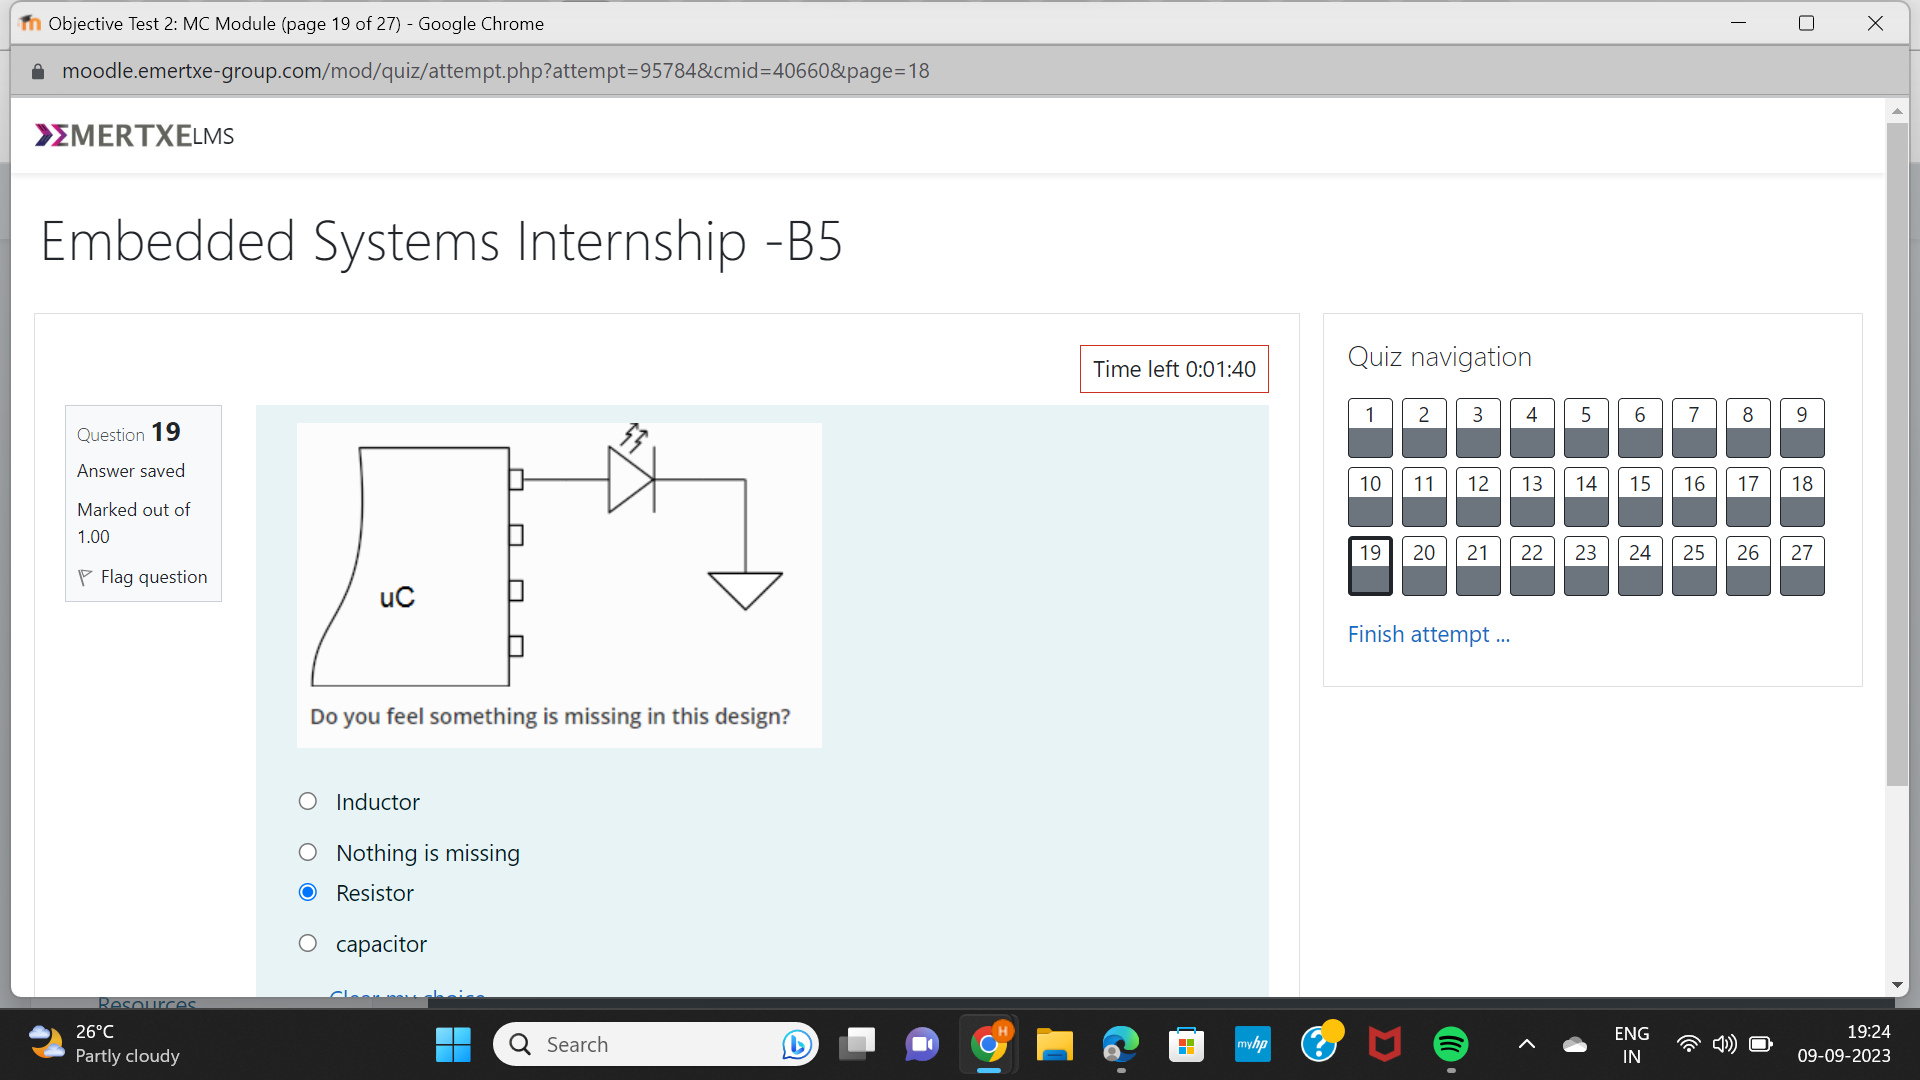 Objective Test 2: MC Module (page 19 of 27) - Google Chrome
moodle.emertxe-group.com/mod/quiz/attempt.php?attempt=95784&cmid=40660&page=18
EMERTXE LMS
Embedded Systems Internship -B5
Time left 0:01:40
Question 19
Answer saved
Marked out of
1.00
Flag question
uC
Do you feel something is missing in this design?
Inductor
Nothing is missing
Resistor
capacitor
Clear my choice
Quiz navigation
1 2 3 4 5 6 7 8 9
10 11 12 13 14 15 16 17 18
19 20 21 22 23 24 25 26 27
Finish attempt ...
Resources
26°C
Partly cloudy
Search
H
myhp
ENG
IN
19:24
09-09-2023